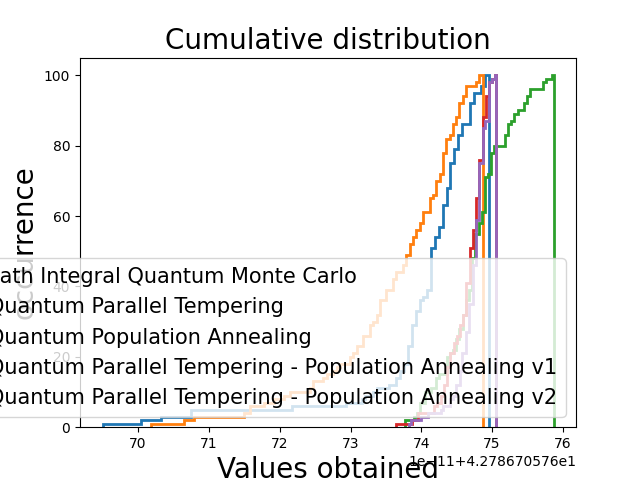 Cumulative distribution
100
80
60
40
20
0
occurrence
ath Integral Quantum Monte Carlo
Quantum Parallel Tempering
Quantum Population Annealing
Quantum Parallel Tempering - Population Annealing v1
Quantum Parallel Tempering - Population Annealing v2
70 71 72 73 74 75 76
1e−11+4.278670576e1
Values obtained